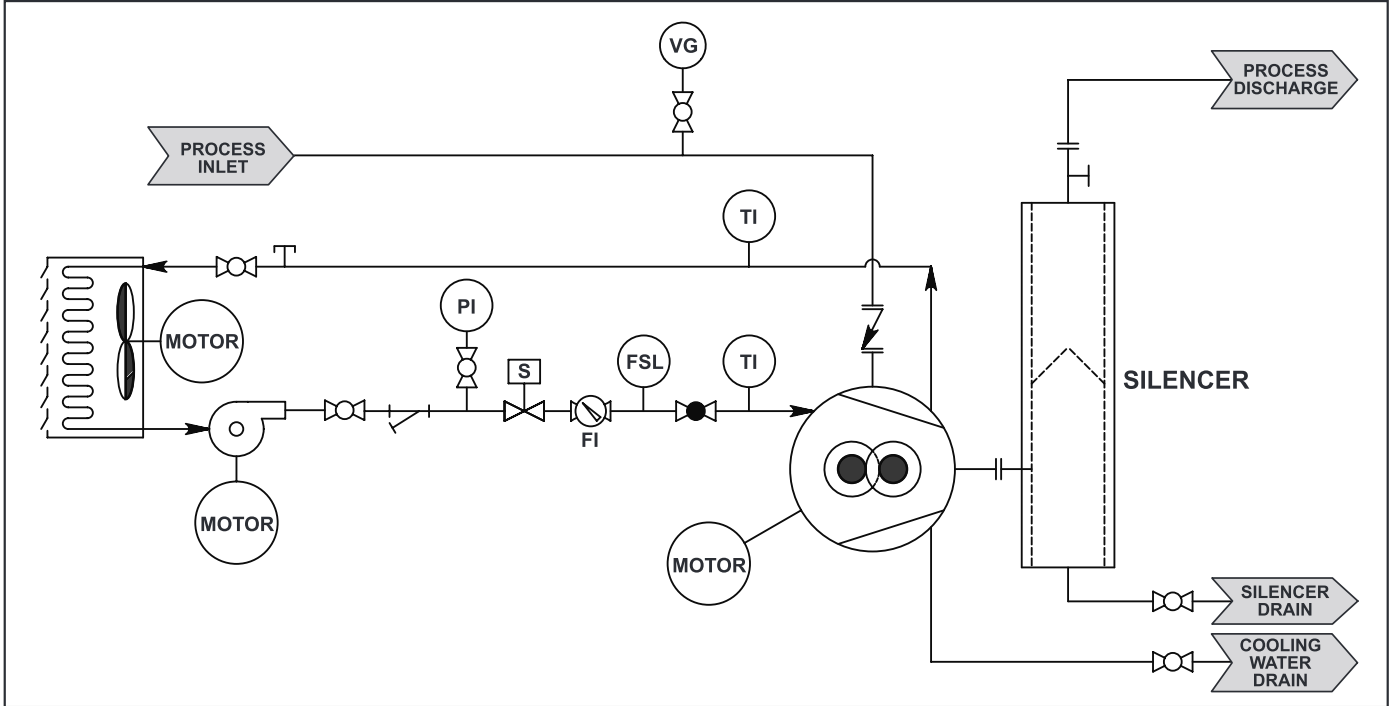 VG
PROCESS
DISCHARGE
PROCESS
INLET
TI
PI
MOTOR
S
FSL
TI
FI
SILENCER
MOTOR
MOTOR
SILENCER
DRAIN
COOLING
WATER
DRAIN